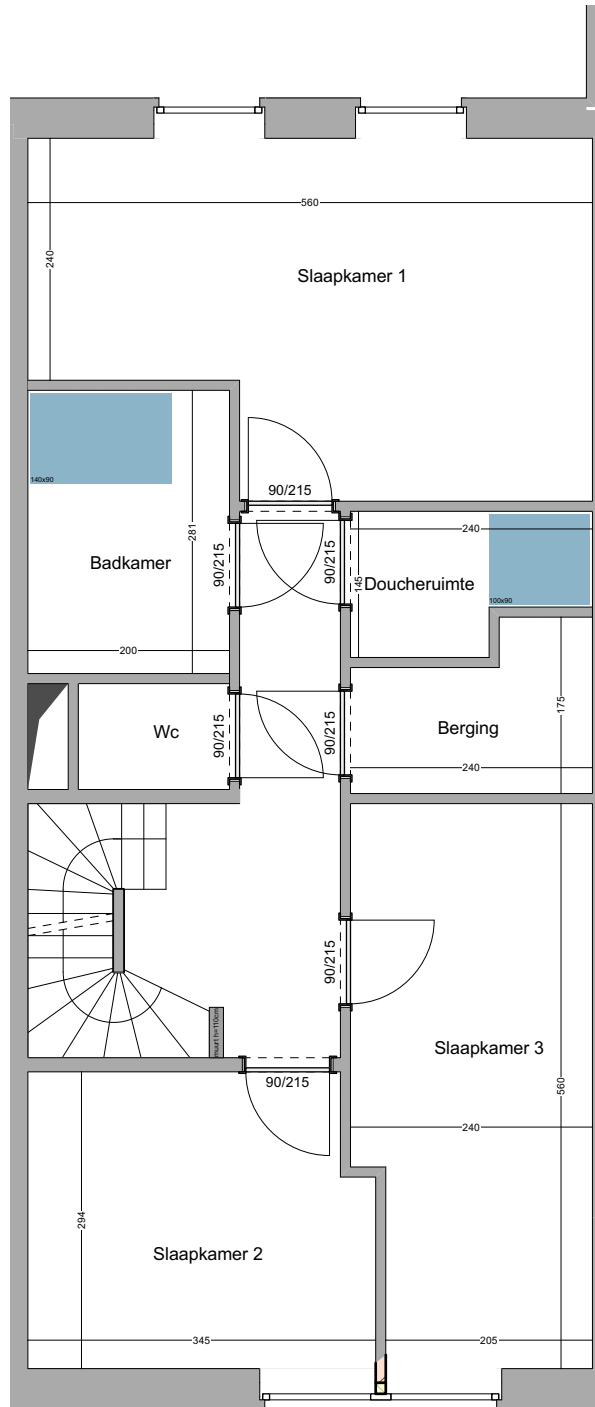 560
240
Slaapkamer 1
140x90
90/215
281
90/215
90/215
240
Badkamer
145
Doucheruimte
100x90
200
Wc
90/215
90/215
Berging
175
240
90/215
muurt h=110cm
Slaapkamer 3
560
90/215
240
294
Slaapkamer 2
345
205